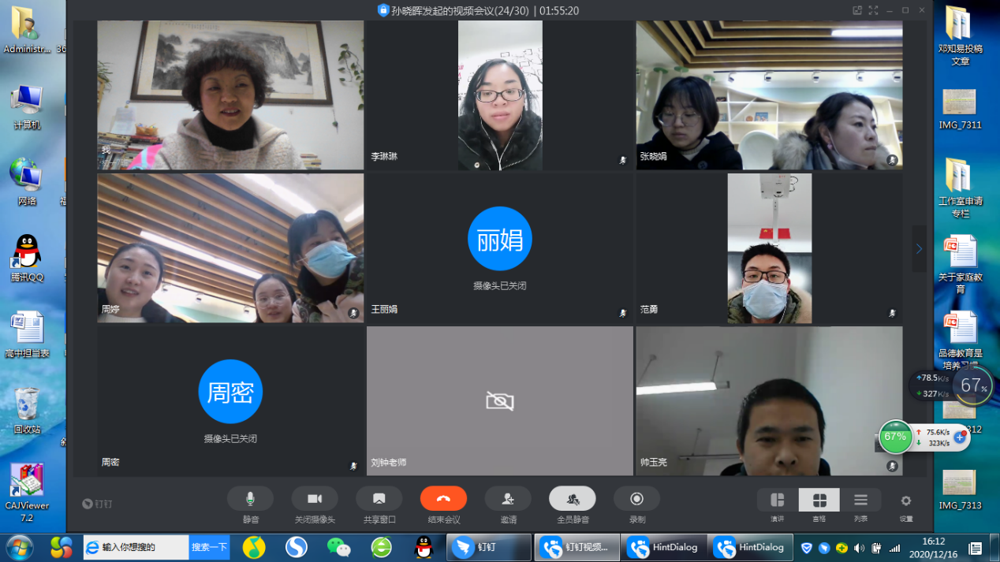 孙晓晖发起的视频会议(24/30) | 01:55:20
Administr...
计算机
网络
腾讯QQ
高中担当表
回收站
CAJViewer
7.2
我
李琳琳
张晓娟
周婷
丽娟
摄像头已关闭
王丽娟
范勇
周密
摄像头已关闭
周密
刘钟老师
帅玉亮
钉钉
静音
关闭摄像头
共享窗口
结束会议
邀请
全员静音
录制
演讲
宫格
列表
设置
邓知易投稿
文章
IMG_7311
工作室申请
专栏
关于家庭教
育
品德教育是
培养习惯
↑78.5K/s
↓327K/s
67%
67%
↑ 75.6K/s
↓ 323K/s
IMG_7313
输入你想搜的
搜索一下
钉钉
钉钉视频...
HintDialog
HintDialog
16:12
2020/12/16